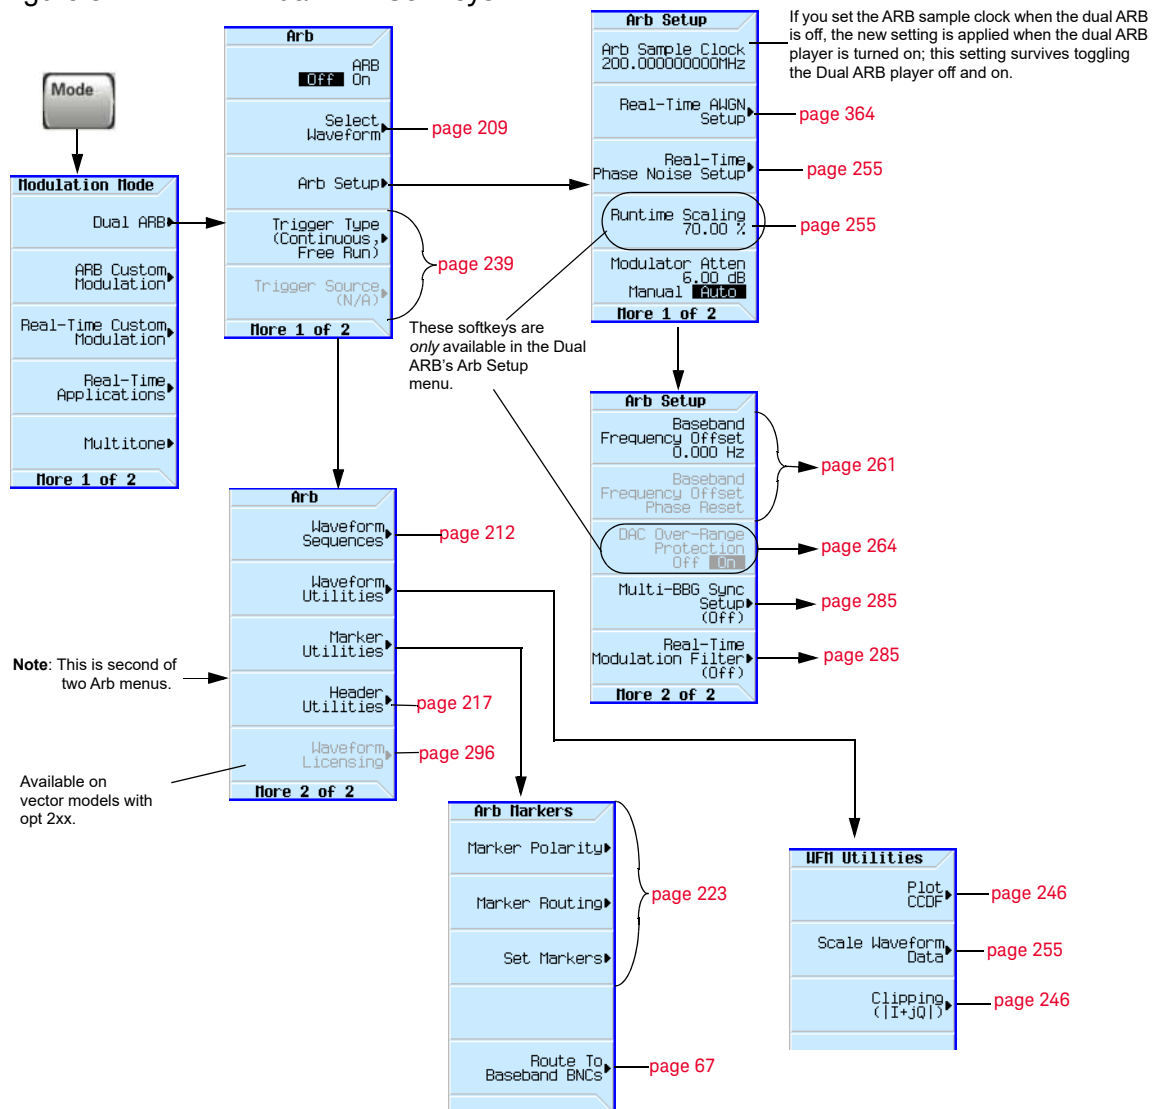 Mode
Modulation Mode
Dual ARB
ARB Custom
Modulation
Real-Time Custom
Modulation
Real-Time
Applications
Multitone
More 1 of 2
Arb
ARB
Off On
Select
Waveform
page 209
Arb Setup
Trigger Type
(Continuous,
Free Run)
Trigger Source
(N/A)
page 239
More 1 of 2
Arb Setup
Arb Sample Clock
200.000000000MHz
If you set the ARB sample clock when the dual ARB
is off, the new setting is applied when the dual ARB
player is turned on; this setting survives toggling
the Dual ARB player off and on.
Real-Time AWGN
Setup
page 364
Real-Time
Phase Noise Setup
page 255
Runtime Scaling
70.00 %
page 255
Modulator Atten
6.00 dB
Manual Auto
More 1 of 2
These softkeys are
only available in the Dual
ARB's Arb Setup
menu.
Arb Setup
Baseband
Frequency Offset
0.000 Hz
Baseband
Frequency Offset
Phase Reset
page 261
DAC Over-Range
Protection
Off On
page 264
Multi-BBG Sync
Setup
(Off)
page 285
Real-Time
Modulation Filter
(Off)
page 285
More 2 of 2
Arb
Waveform
Sequences
page 212
Waveform
Utilities
Marker
Utilities
Note: This is second of
two Arb menus.
Header
Utilities
page 217
Waveform
Licensing
page 296
More 2 of 2
Available on
vector models with
opt 2xx.
Arb Markers
Marker Polarity
Marker Routing
Set Markers
page 223
Route To
Baseband BNCs
page 67
WFM Utilities
Plot
CCDF
page 246
Scale Waveform
Data
page 255
Clipping
(|I+jQ|)
page 246